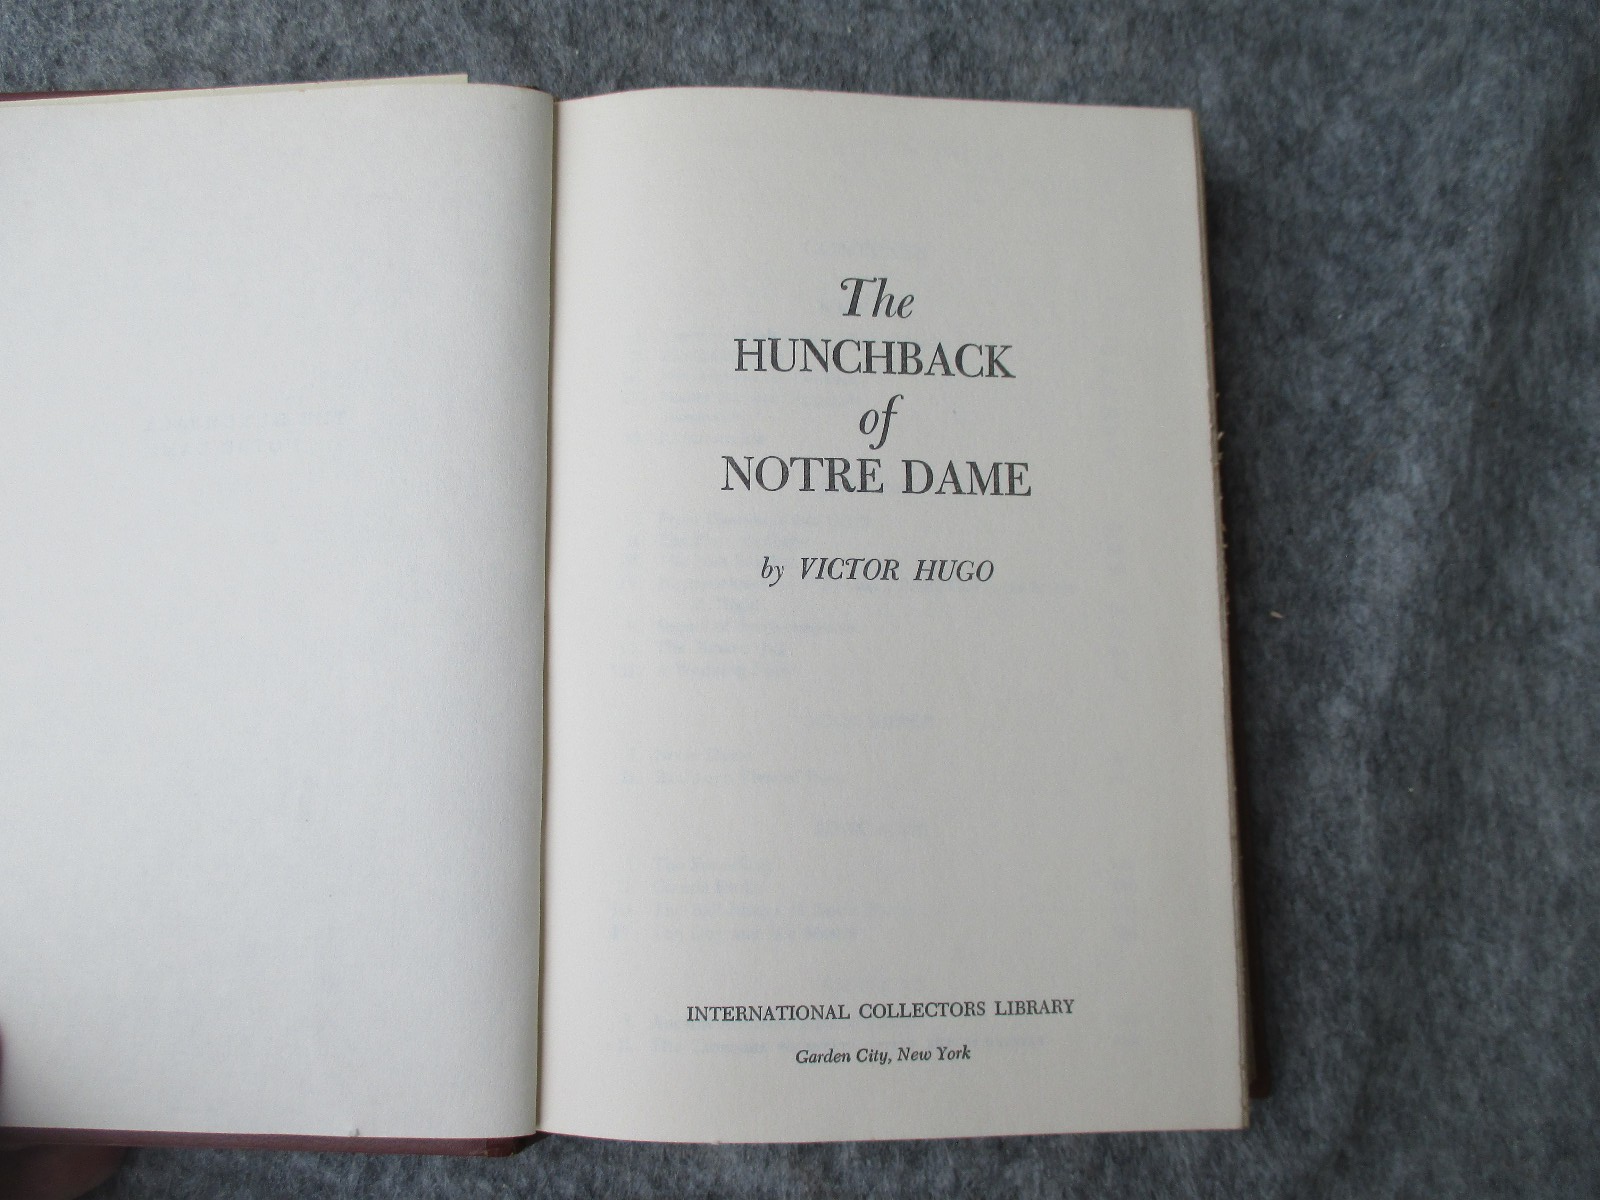 The
HUNCHBACK
of
NOTRE DAME
by VICTOR HUGO
INTERNATIONAL COLLECTORS LIBRARY
Garden City, New York